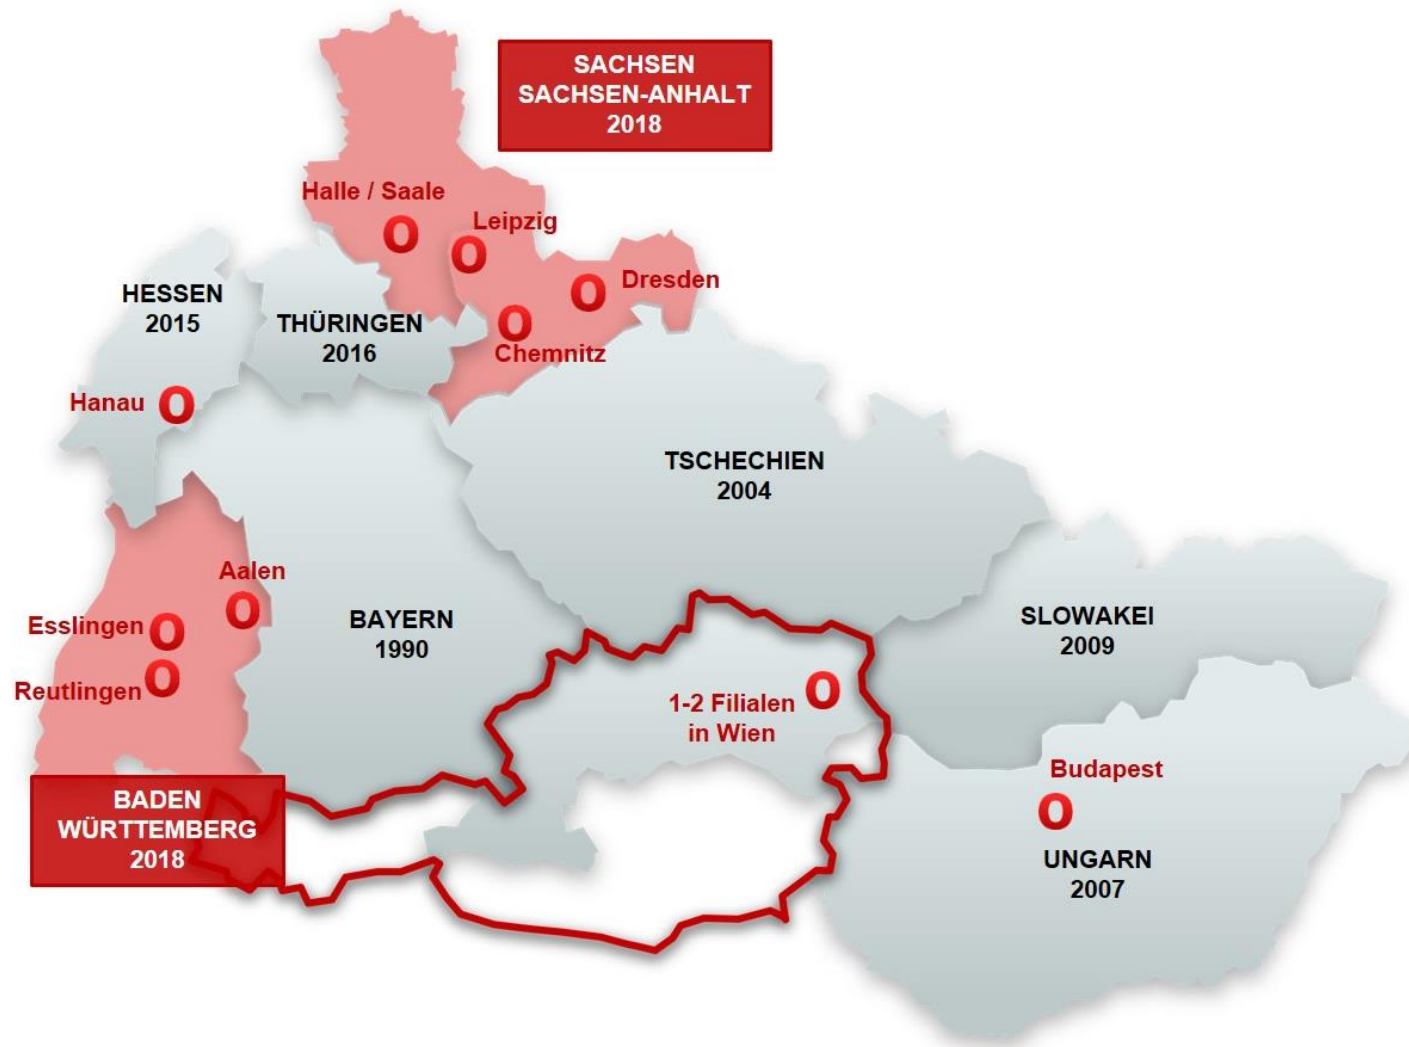 SACHSEN
SACHSEN-ANHALT
2018
Halle / Saale
Leipzig
Dresden
Chemnitz
HESSEN
2015
THÜRINGEN
2016
Hanau
TSCHECHIEN
2004
Aalen
Esslingen
Reutlingen
BAYERN
1990
SLOWAKEI
2009
1-2 Filialen
in Wien
BADEN
WÜRTTEMBERG
2018
Budapest
UNGARN
2007